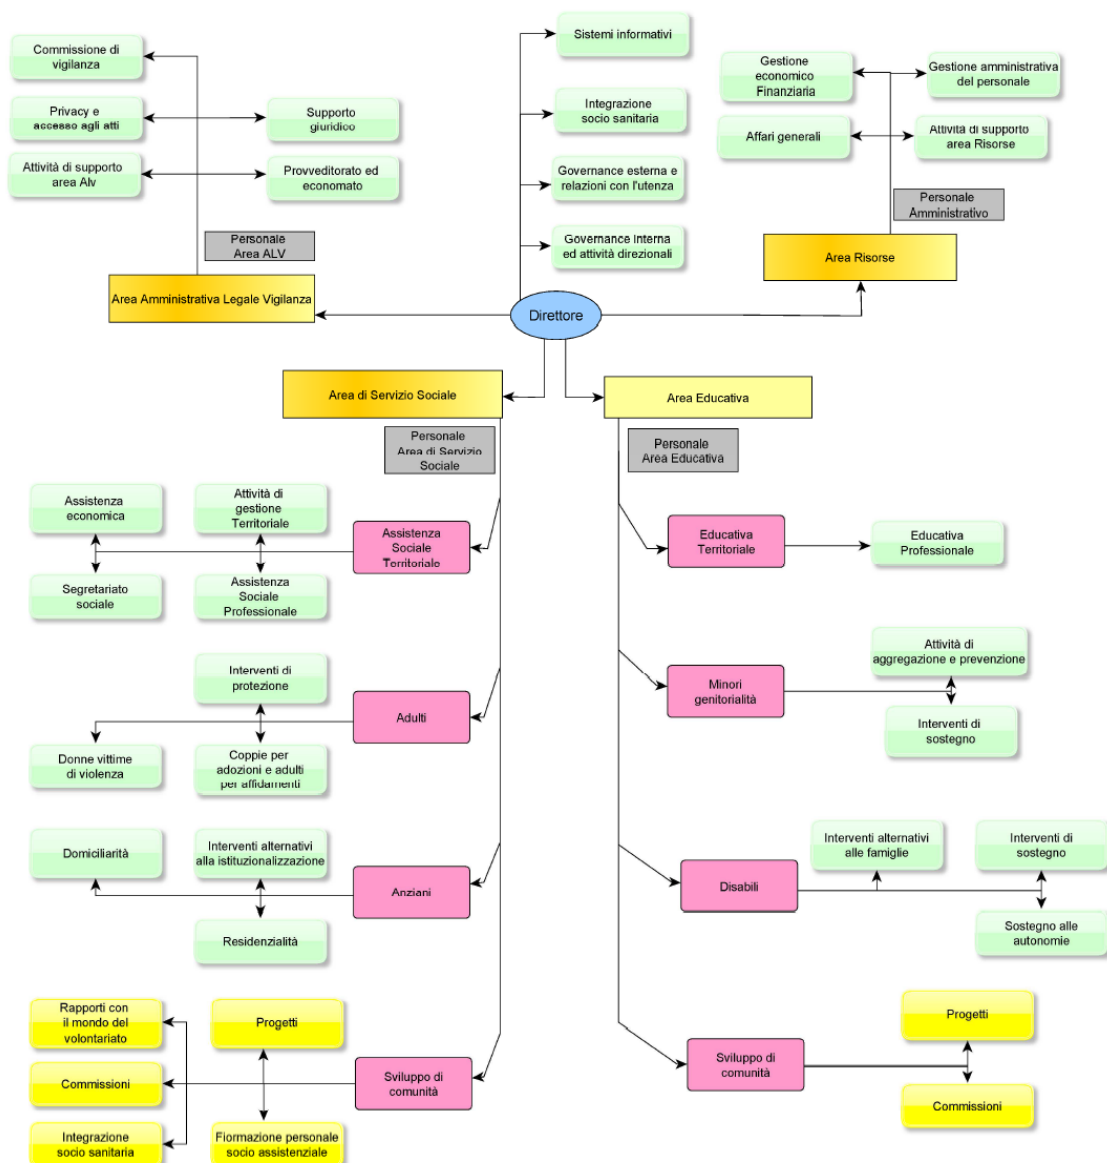 Commissione di
vigilanza
Privacy e
accesso agli atti
Supporto
giuridico
Attività di supporto
area Alv
Provveditorato ed
economato
Personale
Area ALV
Area Amministrativa Legale Vigilanza
Sistemi informativi
Integrazione
socio sanitaria
Governance esterna e
relazioni con l'utenza
Governance interna
ed attività direzionali
Direttore
Gestione
economico
Finanziaria
Gestione amministrativa
del personale
Affari generali
Attività di supporto
area Risorse
Personale
Amministrativo
Area Risorse
Area di Servizio Sociale
Personale
Area di Servizio
Sociale
Area Educativa
Personale
Area Educativa
Assistenza
economica
Attività di
gestione
Territoriale
Assistenza
Sociale
Territoriale
Segretariato
sociale
Assistenza
Sociale
Professionale
Educativa
Territoriale
Educativa
Professionale
Interventi di
protezione
Adulti
Donne vittime
di violenza
Coppie per
adozioni e adulti
per affidamenti
Minori
genitorialità
Attività di
aggregazione e prevenzione
Interventi di
sostegno
Domiciliarità
Interventi alternativi
alla istituzionalizzazione
Anziani
Residenzialità
Disabili
Interventi alternativi
alle famiglie
Interventi di
sostegno
Sostegno alle
autonomie
Rapporti con
il mondo del
volontariato
Progetti
Commissioni
Sviluppo di
comunità
Integrazione
socio sanitaria
Fiormazione personale
socio assistenziale
Sviluppo di
comunità
Progetti
Commissioni